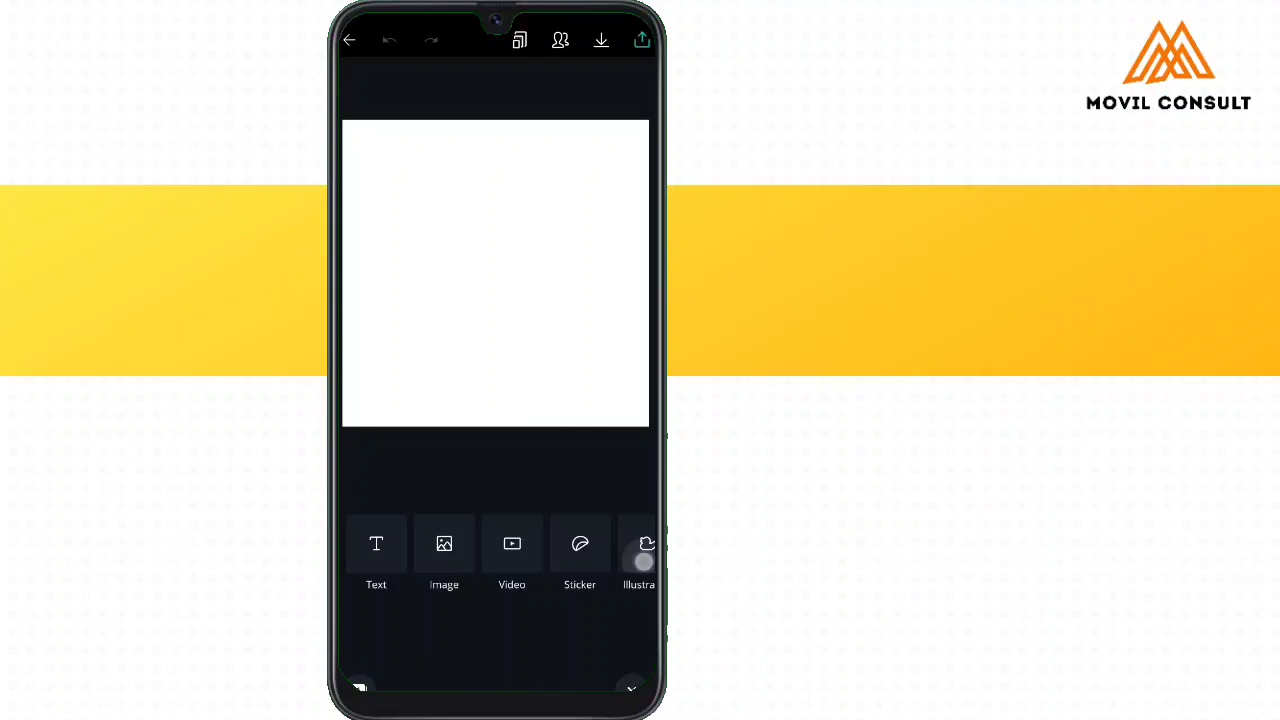 MOVIL CONSULT
Text
Image
Video
Sticker
Illustra